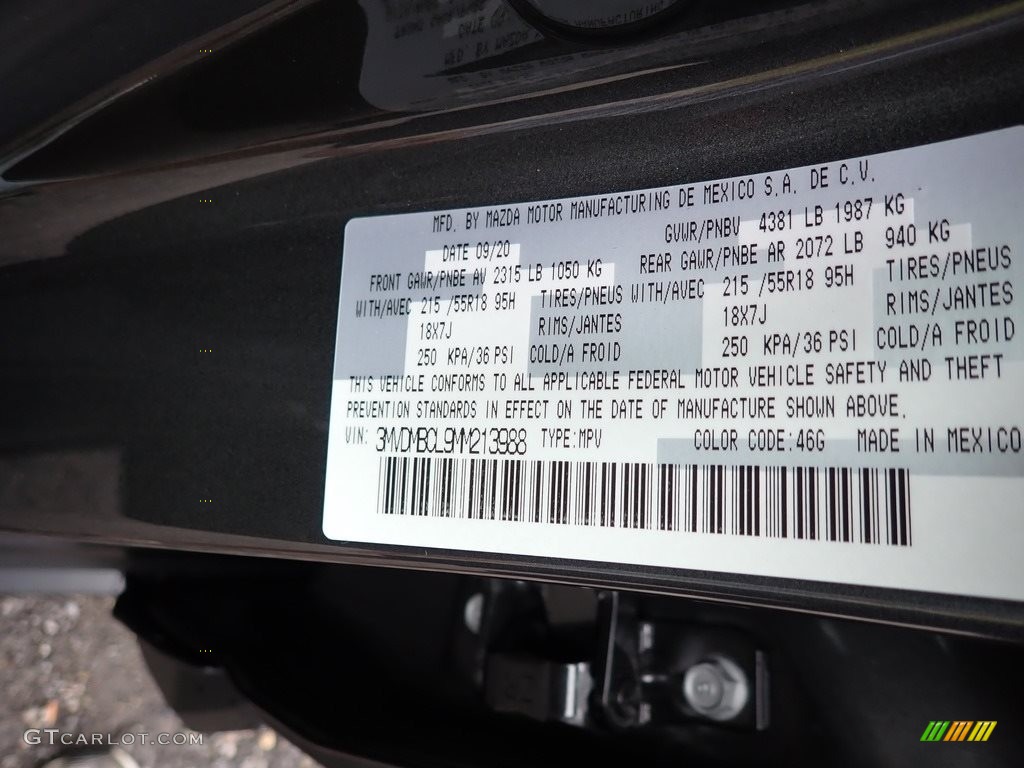 MFD. BY MAZDA MOTOR MANUFACTURING DE MEXICO S.A. DE C.V.
DATE 09/20 GVWR/PNBV 4381 LB 1987 KG
FRONT GAWR/PNBE AV 2315 LB 1050 KG REAR GAWR/PNBE AR 2072 LB 940 KG
WITH/AVEC 215 /55R18 95H TIRES/PNEUS WITH/AVEC 215 /55R18 95H TIRES/PNEUS
18X7J RIMS/JANTES 18X7J RIMS/JANTES
250 KPA/36 PSI COLD/A FROID 250 KPA/36 PSI COLD/A FROID
THIS VEHICLE CONFORMS TO ALL APPLICABLE FEDERAL MOTOR VEHICLE SAFETY AND THEFT
PREVENTION STANDARDS IN EFFECT ON THE DATE OF MANUFACTURE SHOWN ABOVE.
VIN: 3MVDMBCL9MM213988 TYPE:MPV COLOR CODE:46G MADE IN MEXICO
GTCARLOT.COM